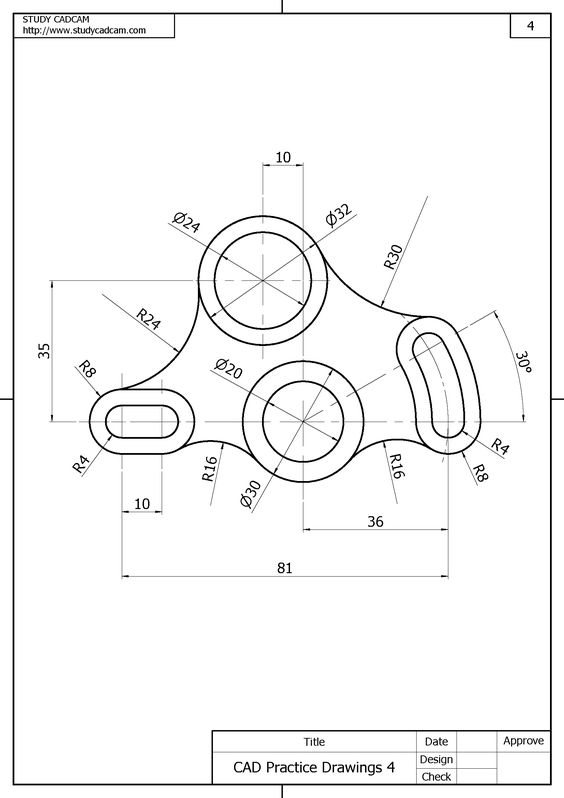 STUDY CADCAM
http://www.studycadcam.com
4
10
Ø24
Ø32
R30
R24
35
30°
R8
Ø20
R4
R16
Ø30
R16
R4
R8
10
36
81
Title
Date
Approve
CAD Practice Drawings 4
Design
Check